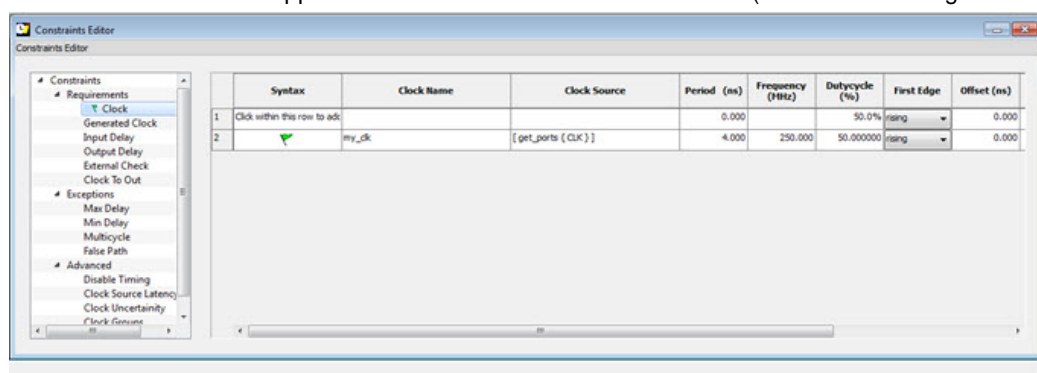 Constraints Editor
Constraints Editor
Constraints
Requirements
Clock
Generated Clock
Input Delay
Output Delay
External Check
Clock To Out
Exceptions
Max Delay
Min Delay
Multicycle
False Path
Advanced
Disable Timing
Clock Source Latency
Clock Uncertainity
Clock Groups
Syntax Clock Name Clock Source Period (ns) Frequency (MHz) Dutycycle (%) First Edge Offset (ns)
1 Click within this row to add 0.000 50.0% rising 0.000
2 my_clk [ get_ports { CLK } ] 4.000 250.000 50.000000 rising 0.000